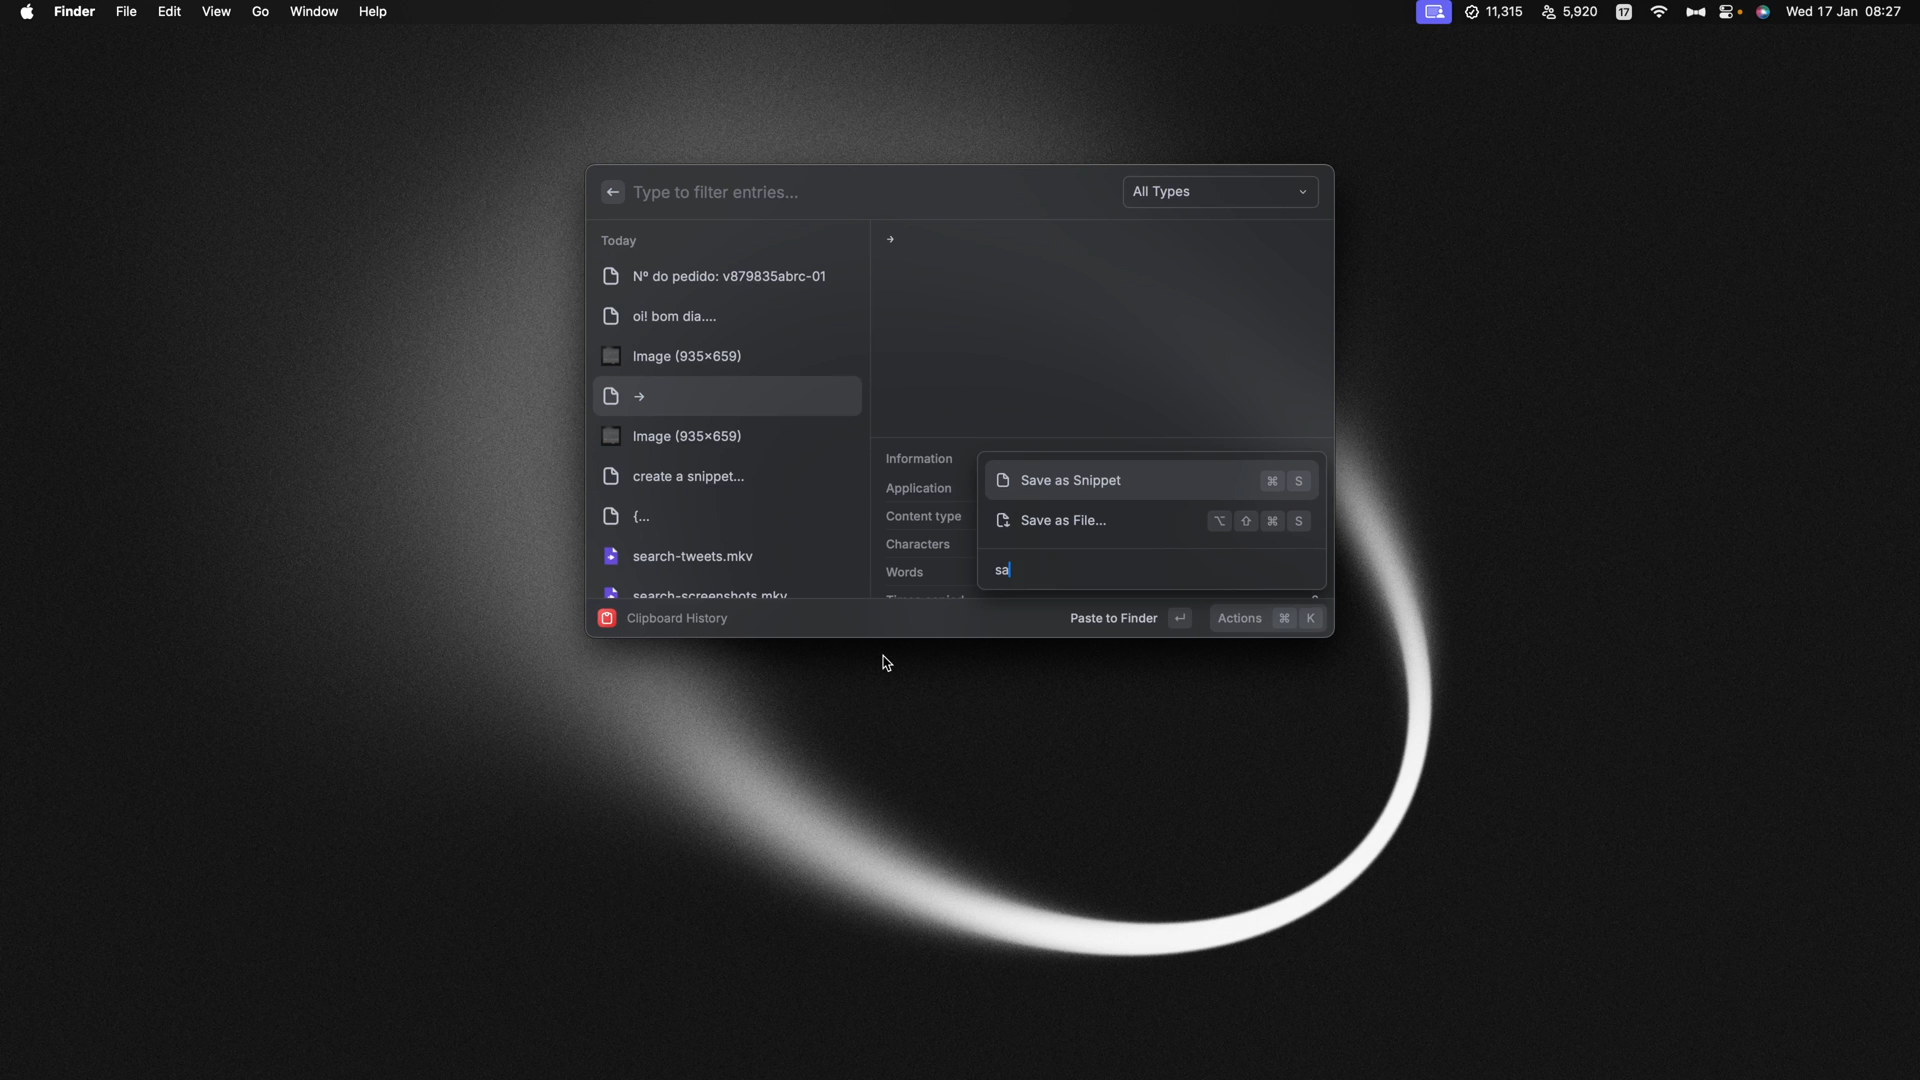 Finder File Edit View Go Window Help
11,315 5,920 17 Wed 17 Jan 08:27
Type to filter entries...
All Types
Today
→
Nº do pedido: v879835abrc-01
oi! bom dia....
Image (935×659)
→
Image (935×659)
create a snippet...
{...
search-tweets.mkv
search-screenshots.mkv
Information
Application
Content type
Characters
Words
Save as Snippet ⌘ S
Save as File... ⌥ ⇧ ⌘ S
sa
Clipboard History
Paste to Finder ↵
Actions ⌘ K